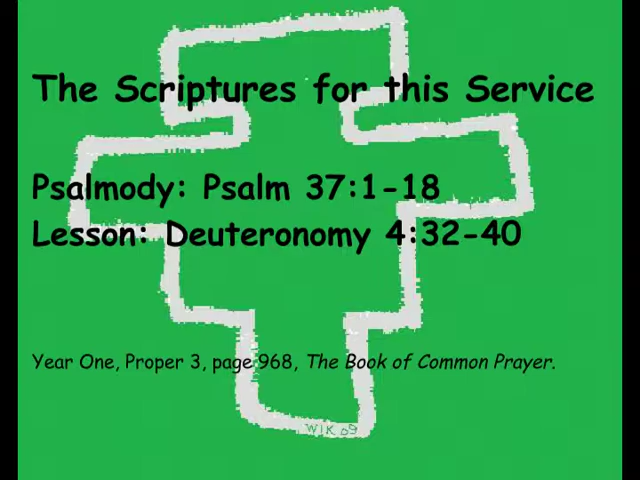 The Scriptures for this Service
Psalmody: Psalm 37:1-18
Lesson: Deuteronomy 4:32-40
Year One, Proper 3, page 968, The Book of Common Prayer.
WIK 09